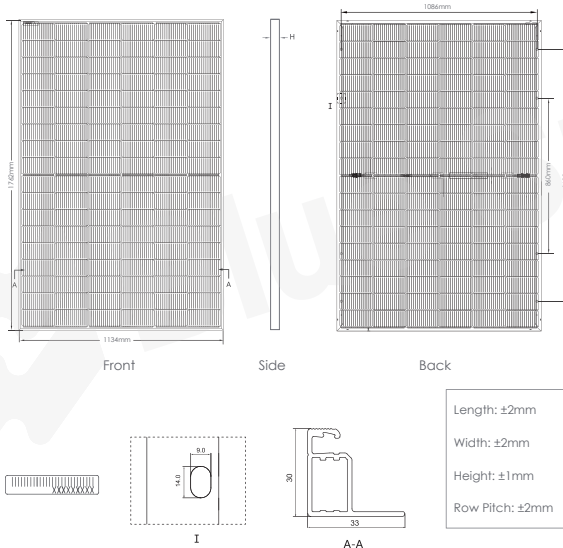 1086mm
H
I
1762mm
860mm
A
A
1134mm
Front
Side
Back
Length: ±2mm
Width: ±2mm
Height: ±1mm
Row Pitch: ±2mm
9.0
14.0
I
30
33
A-A